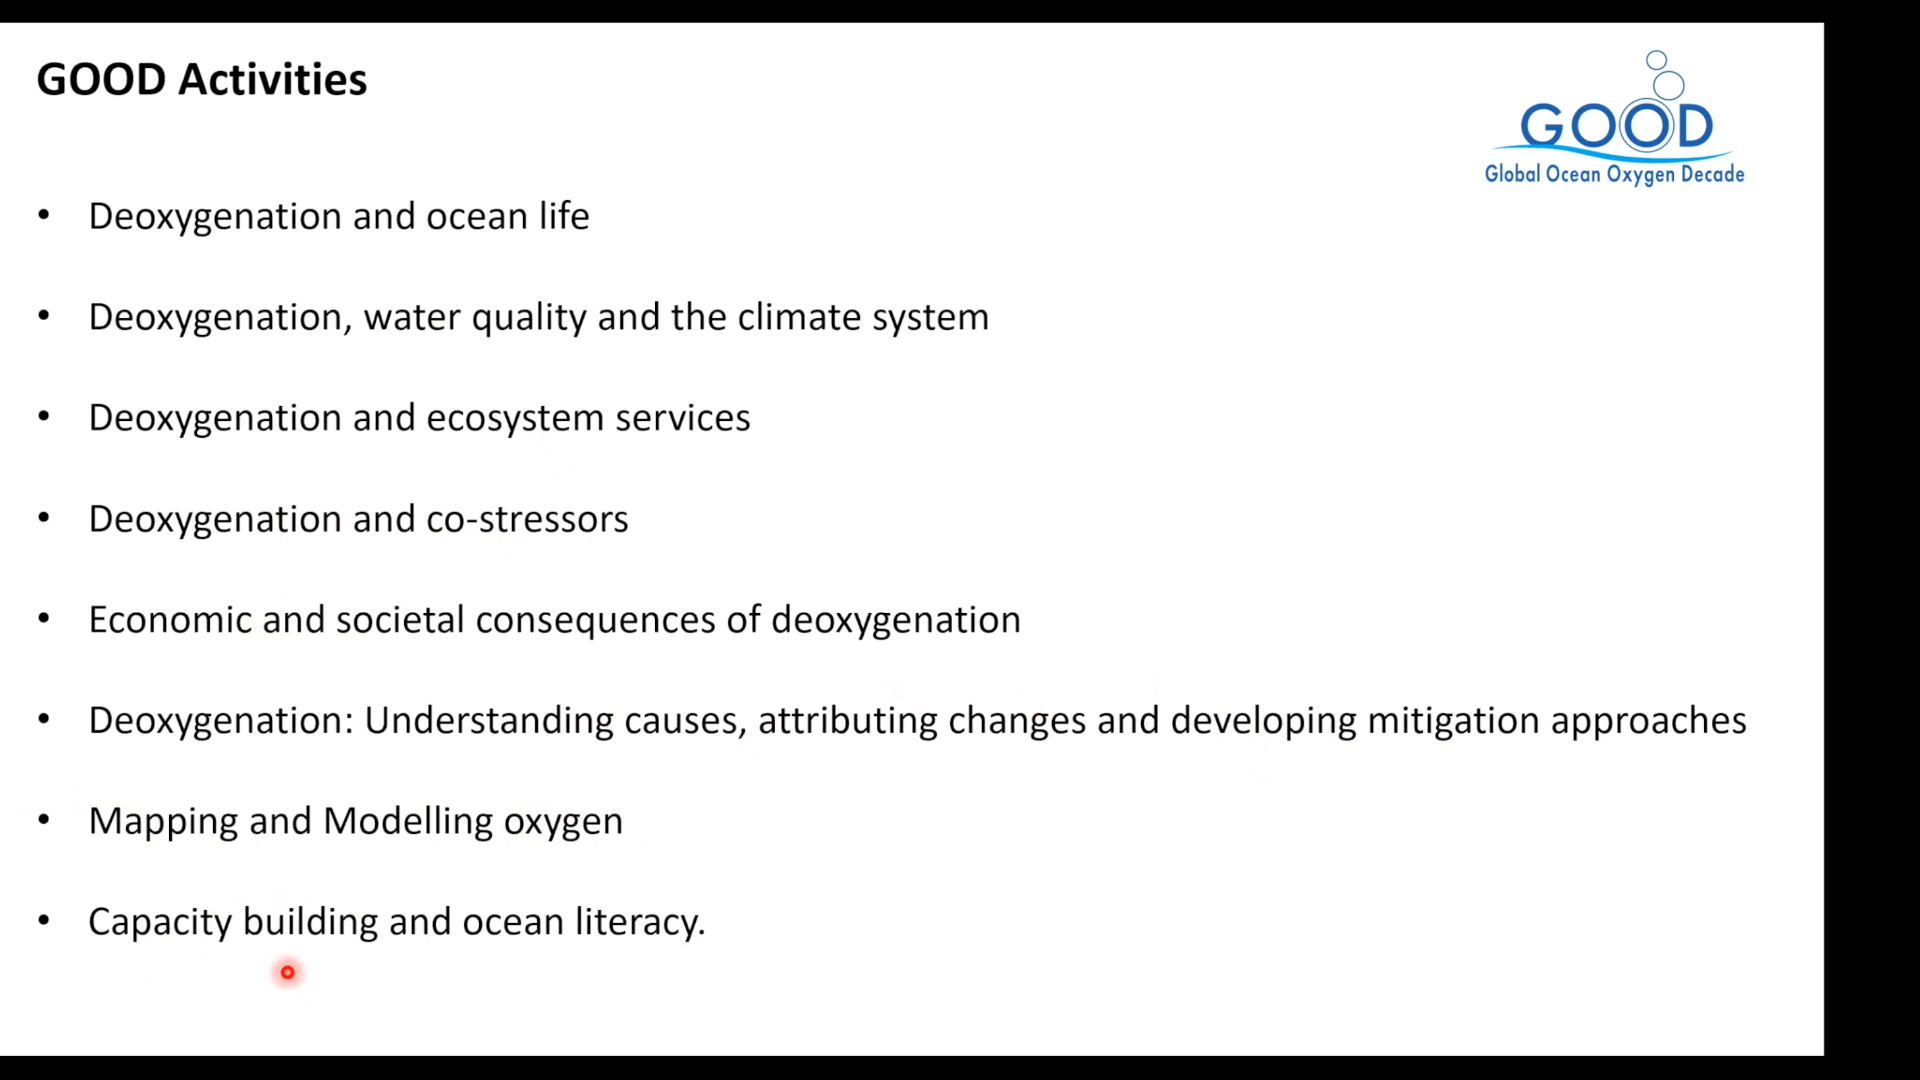 GOOD Activities
GOOD
Global Ocean Oxygen Decade
• Deoxygenation and ocean life
• Deoxygenation, water quality and the climate system
• Deoxygenation and ecosystem services
• Deoxygenation and co-stressors
• Economic and societal consequences of deoxygenation
• Deoxygenation: Understanding causes, attributing changes and developing mitigation approaches
• Mapping and Modelling oxygen
• Capacity building and ocean literacy.